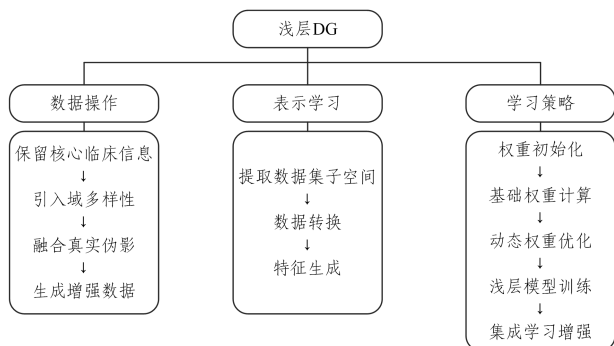 浅层DG
数据操作
保留核心临床信息
↓
引入域多样性
↓
融合真实伪影
↓
生成增强数据
表示学习
提取数据集子空间
↓
数据转换
↓
特征生成
学习策略
权重初始化
↓
基础权重计算
↓
动态权重优化
↓
浅层模型训练
↓
集成学习增强